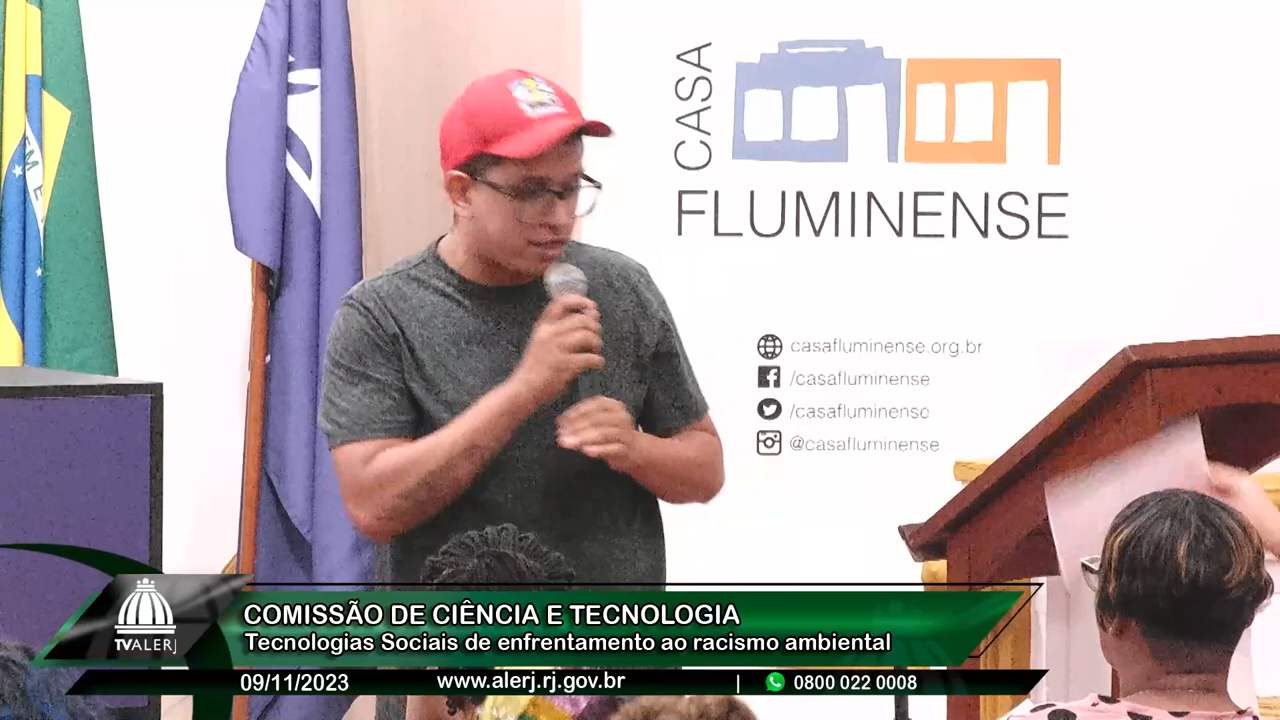 CASA
FLUMINENSE
casafluminense.org.br
/casafluminense
/casafluminense
@casafluminense
COMISSÃO DE CIÊNCIA E TECNOLOGIA
Tecnologias Sociais de enfrentamento ao racismo ambiental
TVALERJ
09/11/2023
www.alerj.rj.gov.br
| 0800 022 0008